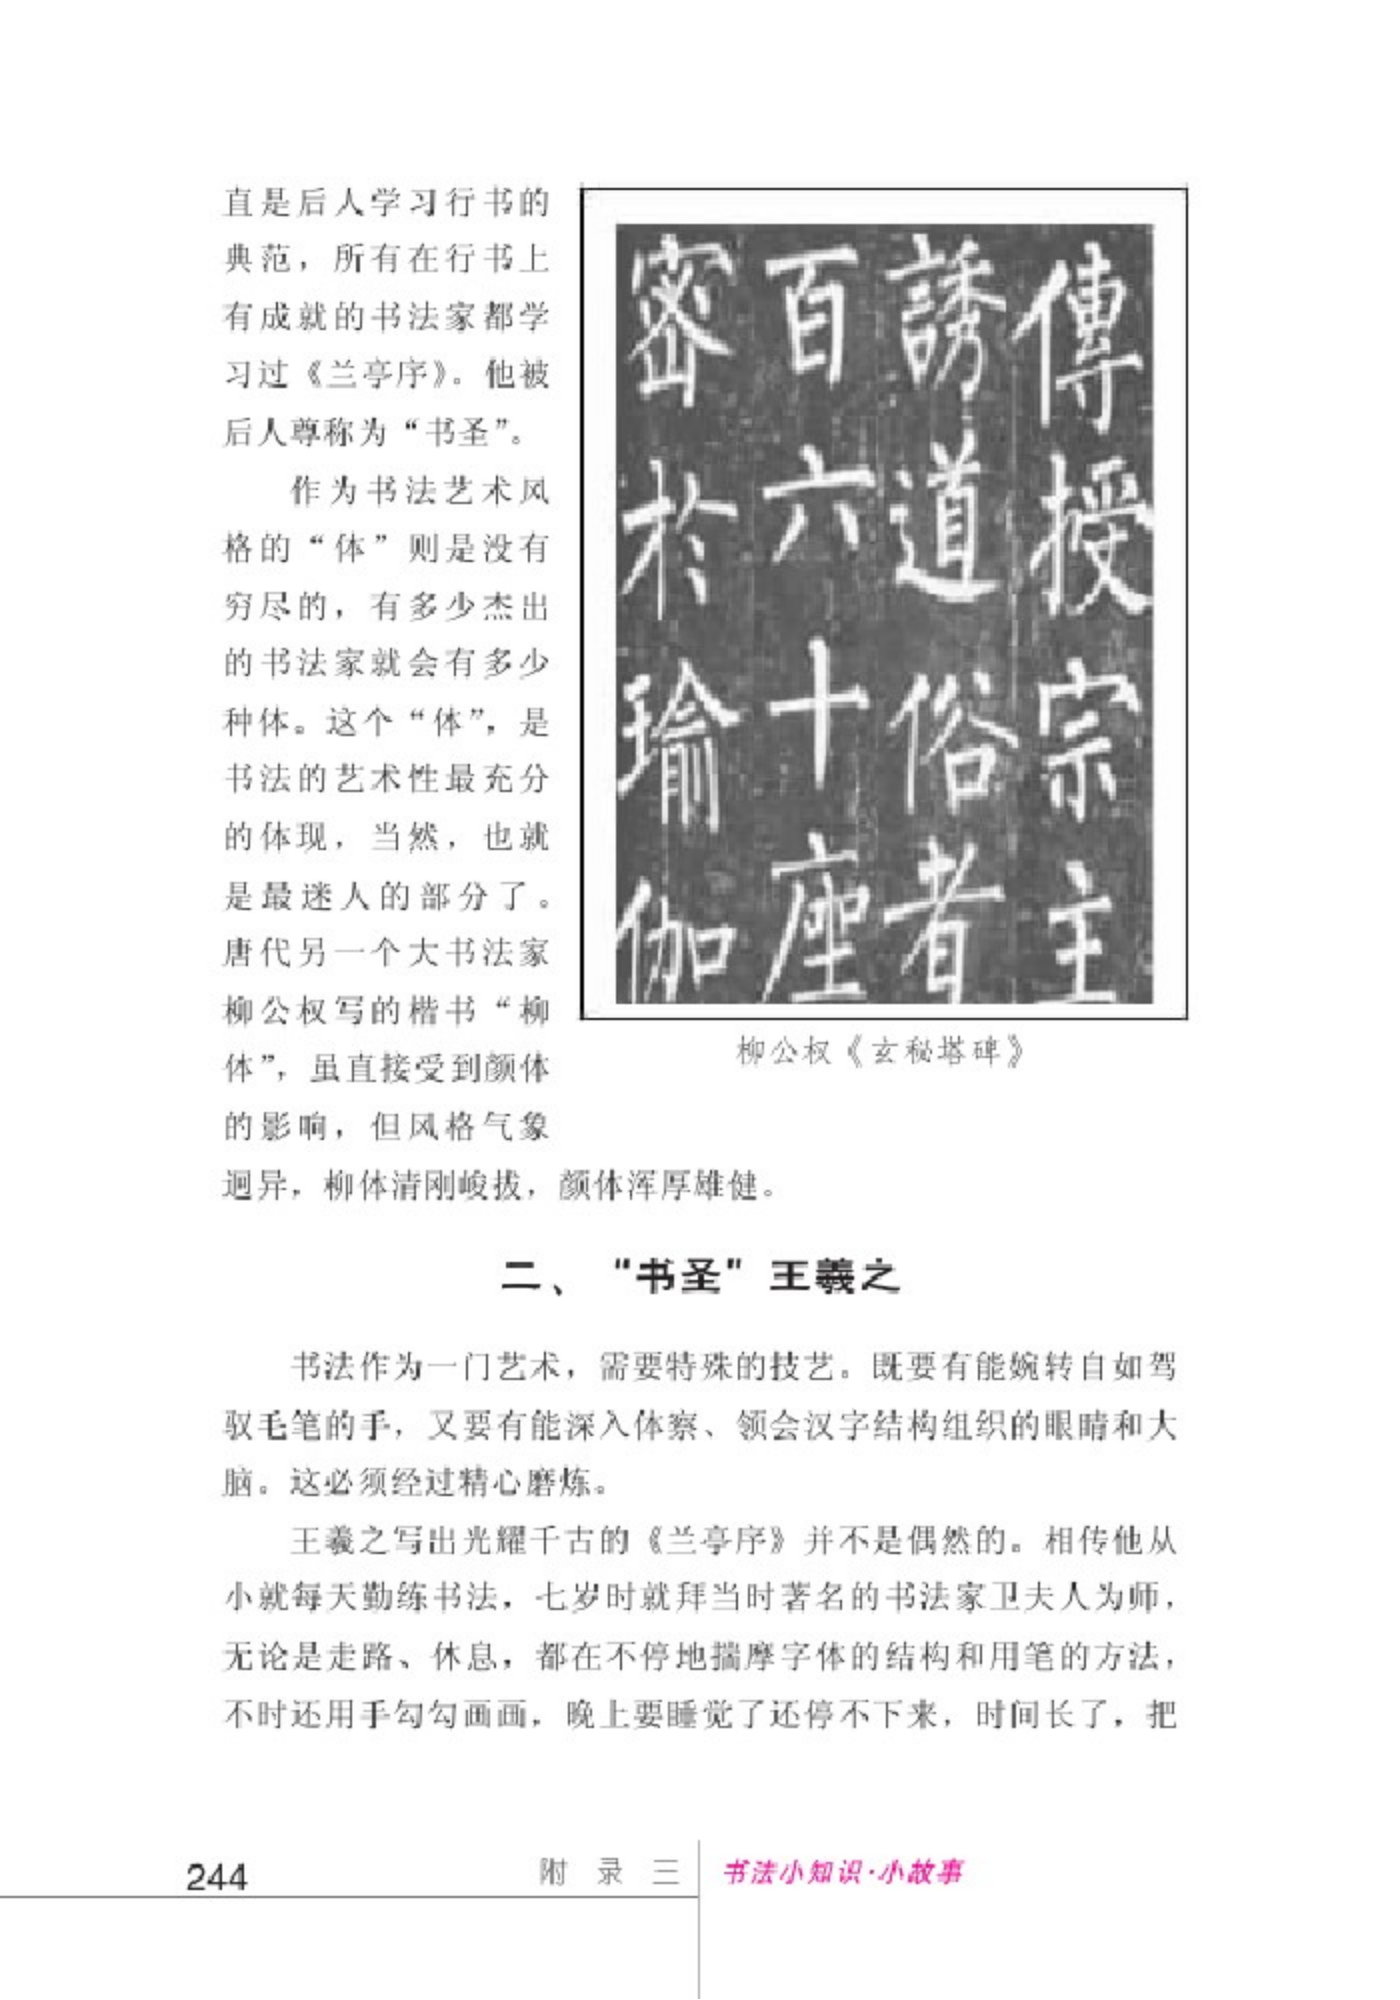 直是后人学习行书的
典范，所有在行书上
有成就的书法家都学
习过《兰亭序》。他被
后人尊称为“书圣”。
作为书法艺术风
格的“体”则是没有
穷尽的，有多少杰出
的书法家就会有多少
种体。这个“体”，是
书法的艺术性最充分
的体现，当然，也就
是最迷人的部分了。
唐代另一个大书法家
柳公权写的楷书“柳
体”，虽直接受到颜体
的影响，但风格气象
迥异，柳体清刚峻拔，颜体浑厚雄健。
傳授宗主
誘道俗者
百六十座
密於瑜伽
柳公权《玄秘塔碑》
二、“书圣”王羲之
书法作为一门艺术，需要特殊的技艺。既要有能婉转自如驾
驭毛笔的手，又要有能深入体察、领会汉字结构组织的眼睛和大
脑。这必须经过精心磨炼。
王羲之写出光耀千古的《兰亭序》并不是偶然的。相传他从
小就每天勤练书法，七岁时就拜当时著名的书法家卫夫人为师，
无论是走路、休息，都在不停地揣摩字体的结构和用笔的方法，
不时还用手勾勾画画，晚上要睡觉了还停不下来，时间长了，把
244
附录三
书法小知识·小故事